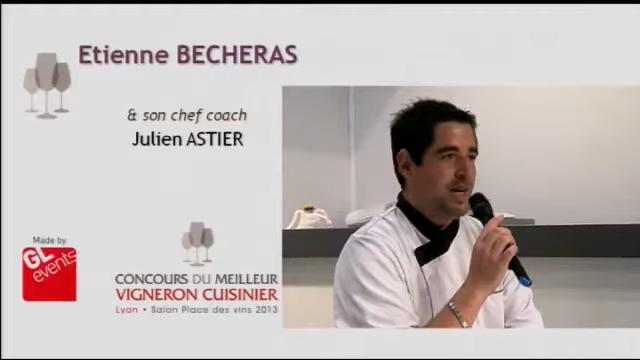 Etienne BECHERAS
& son chef coach
Julien ASTIER
Made by
GL
events
CONCOURS DU MEILLEUR
VIGNERON CUISINIER
Lyon • Salon Place des vins 2013